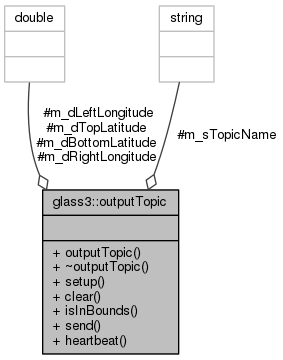 double
string
#m_dLeftLongitude
#m_dTopLatitude
#m_dBottomLatitude
#m_dRightLongitude
#m_sTopicName
glass3::outputTopic
+ outputTopic()
+ ~outputTopic()
+ setup()
+ clear()
+ isInBounds()
+ send()
+ heartbeat()